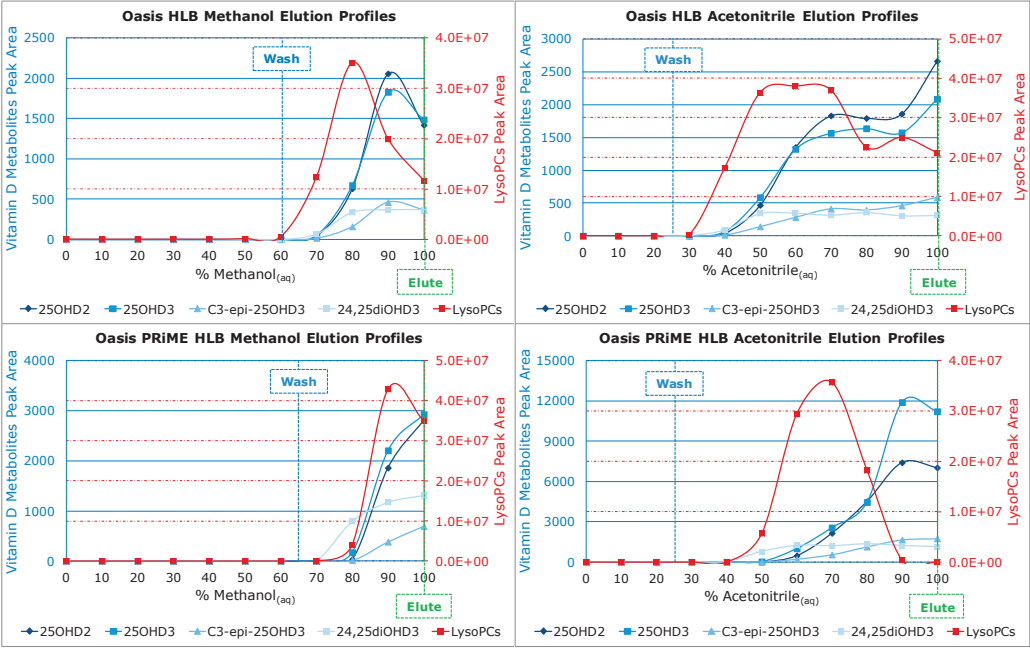 Oasis HLB Methanol Elution Profiles
Vitamin D Metabolites Peak Area
2500
2000
1500
1000
500
0
Wash
4.0E+07
3.0E+07
2.0E+07
1.0E+07
0.0E+00
LysoPCs Peak Area
0 10 20 30 40 50 60 70 80 90 100
% Methanol(aq)
Elute
25OHD2 25OHD3 C3-epi-25OHD3 24,25diOHD3 LysoPCs
Oasis HLB Acetonitrile Elution Profiles
Vitamin D Metabolites Peak Area
3000
2500
2000
1500
1000
500
0
Wash
5.0E+07
4.0E+07
3.0E+07
2.0E+07
1.0E+07
0.0E+00
LysoPCs Peak Area
0 10 20 30 40 50 60 70 80 90 100
% Acetonitrile(aq)
Elute
25OHD2 25OHD3 C3-epi-25OHD3 24,25diOHD3 LysoPCs
Oasis PRiME HLB Methanol Elution Profiles
Vitamin D Metabolites Peak Area
4000
3000
2000
1000
0
Wash
5.0E+07
4.0E+07
3.0E+07
2.0E+07
1.0E+07
0.0E+00
LysoPCs Peak Area
0 10 20 30 40 50 60 70 80 90 100
% Methanol(aq)
Elute
25OHD2 25OHD3 C3-epi-25OHD3 24,25diOHD3 LysoPCs
Oasis PRiME HLB Acetonitrile Elution Profiles
Vitamin D Metabolites Peak Area
15000
12000
9000
6000
3000
0
Wash
4.0E+07
3.0E+07
2.0E+07
1.0E+07
0.0E+00
LysoPCs Peak Area
0 10 20 30 40 50 60 70 80 90 100
% Acetonitrile(aq)
Elute
25OHD2 25OHD3 C3-epi-25OHD3 24,25diOHD3 LysoPCs